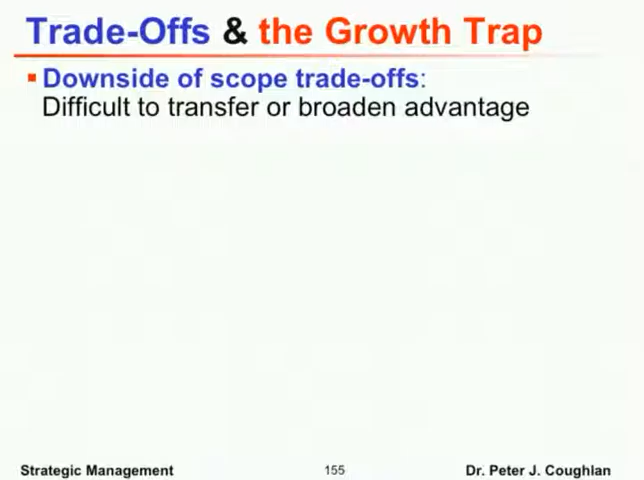 Trade-Offs & the Growth Trap
Downside of scope trade-offs:
Difficult to transfer or broaden advantage
Strategic Management
155
Dr. Peter J. Coughlan